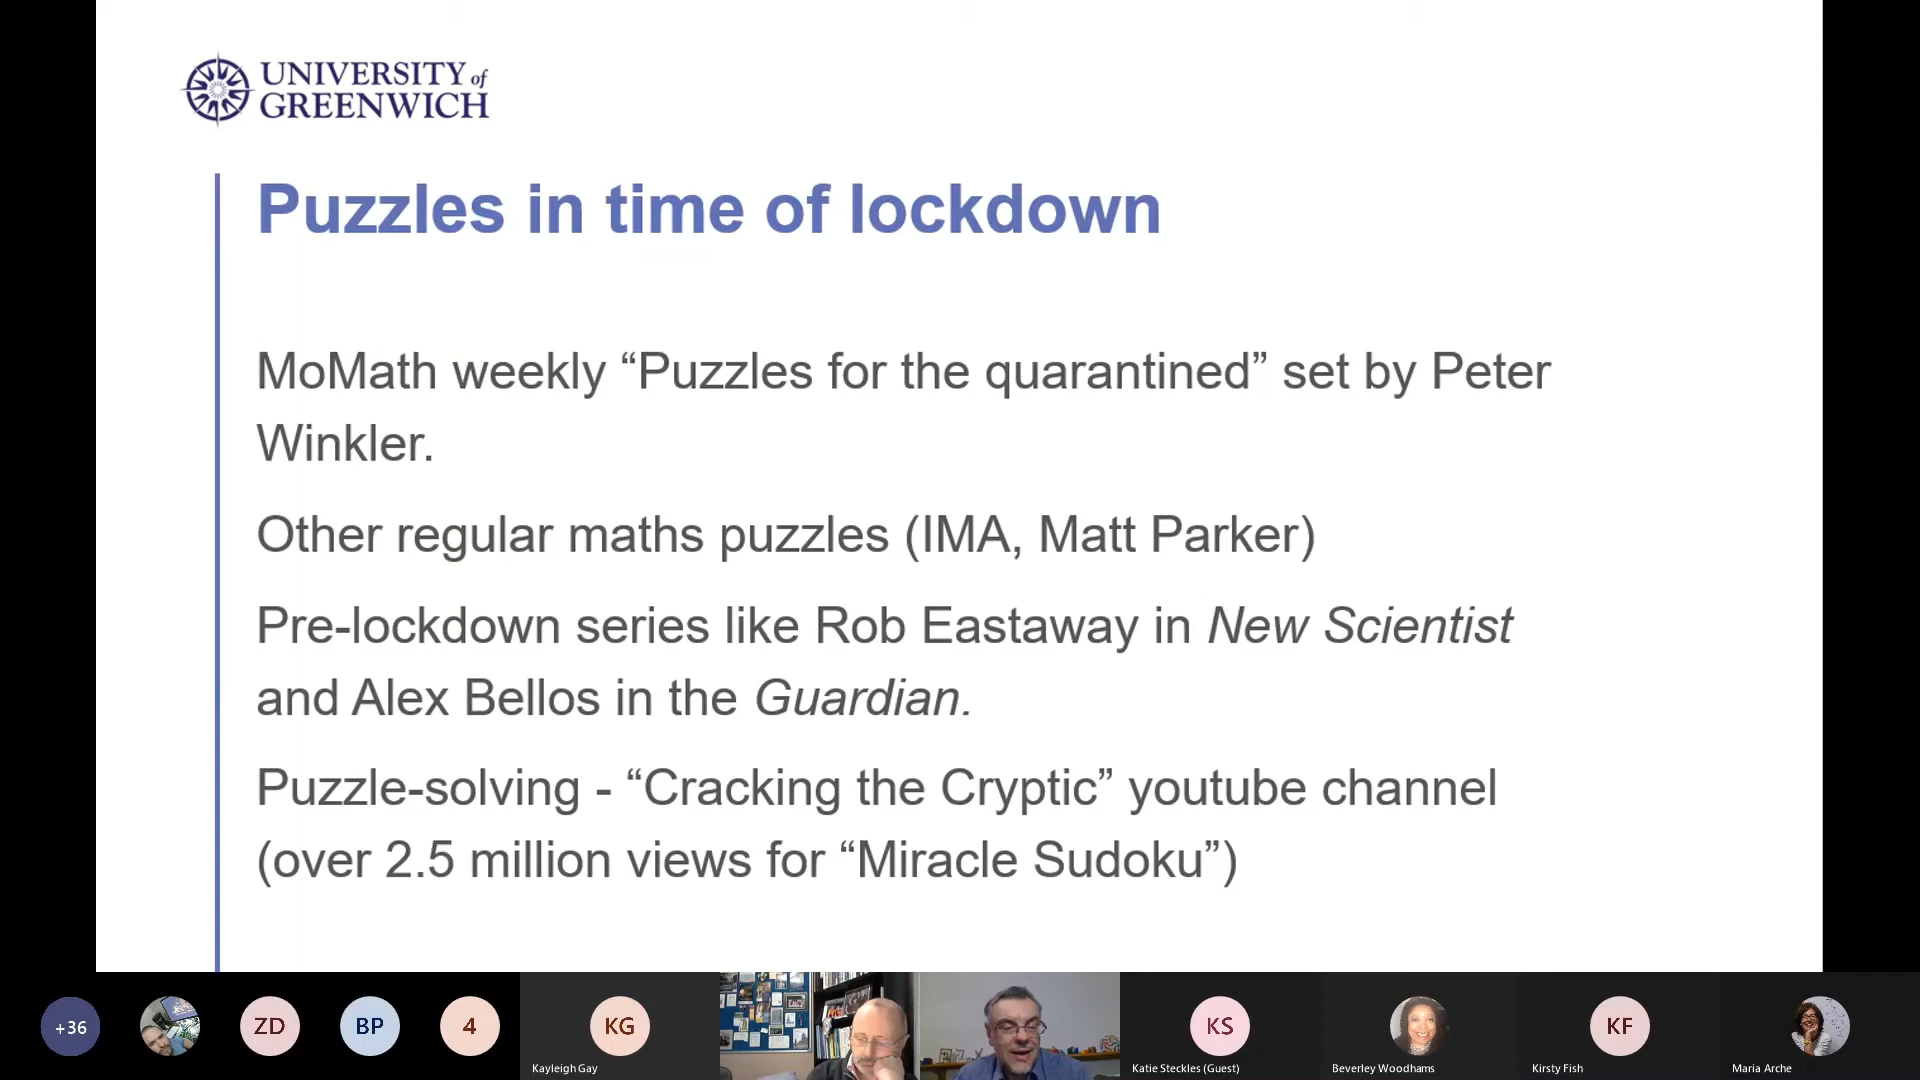 UNIVERSITY of
GREENWICH
Puzzles in time of lockdown
MoMath weekly “Puzzles for the quarantined” set by Peter
Winkler.
Other regular maths puzzles (IMA, Matt Parker)
Pre-lockdown series like Rob Eastaway in New Scientist
and Alex Bellos in the Guardian.
Puzzle-solving - “Cracking the Cryptic” youtube channel
(over 2.5 million views for “Miracle Sudoku”)
+36
ZD
BP
4
KG
Kayleigh Gay
KS
Katie Steckles (Guest)
Beverley Woodhams
KF
Kirsty Fish
Maria Arche